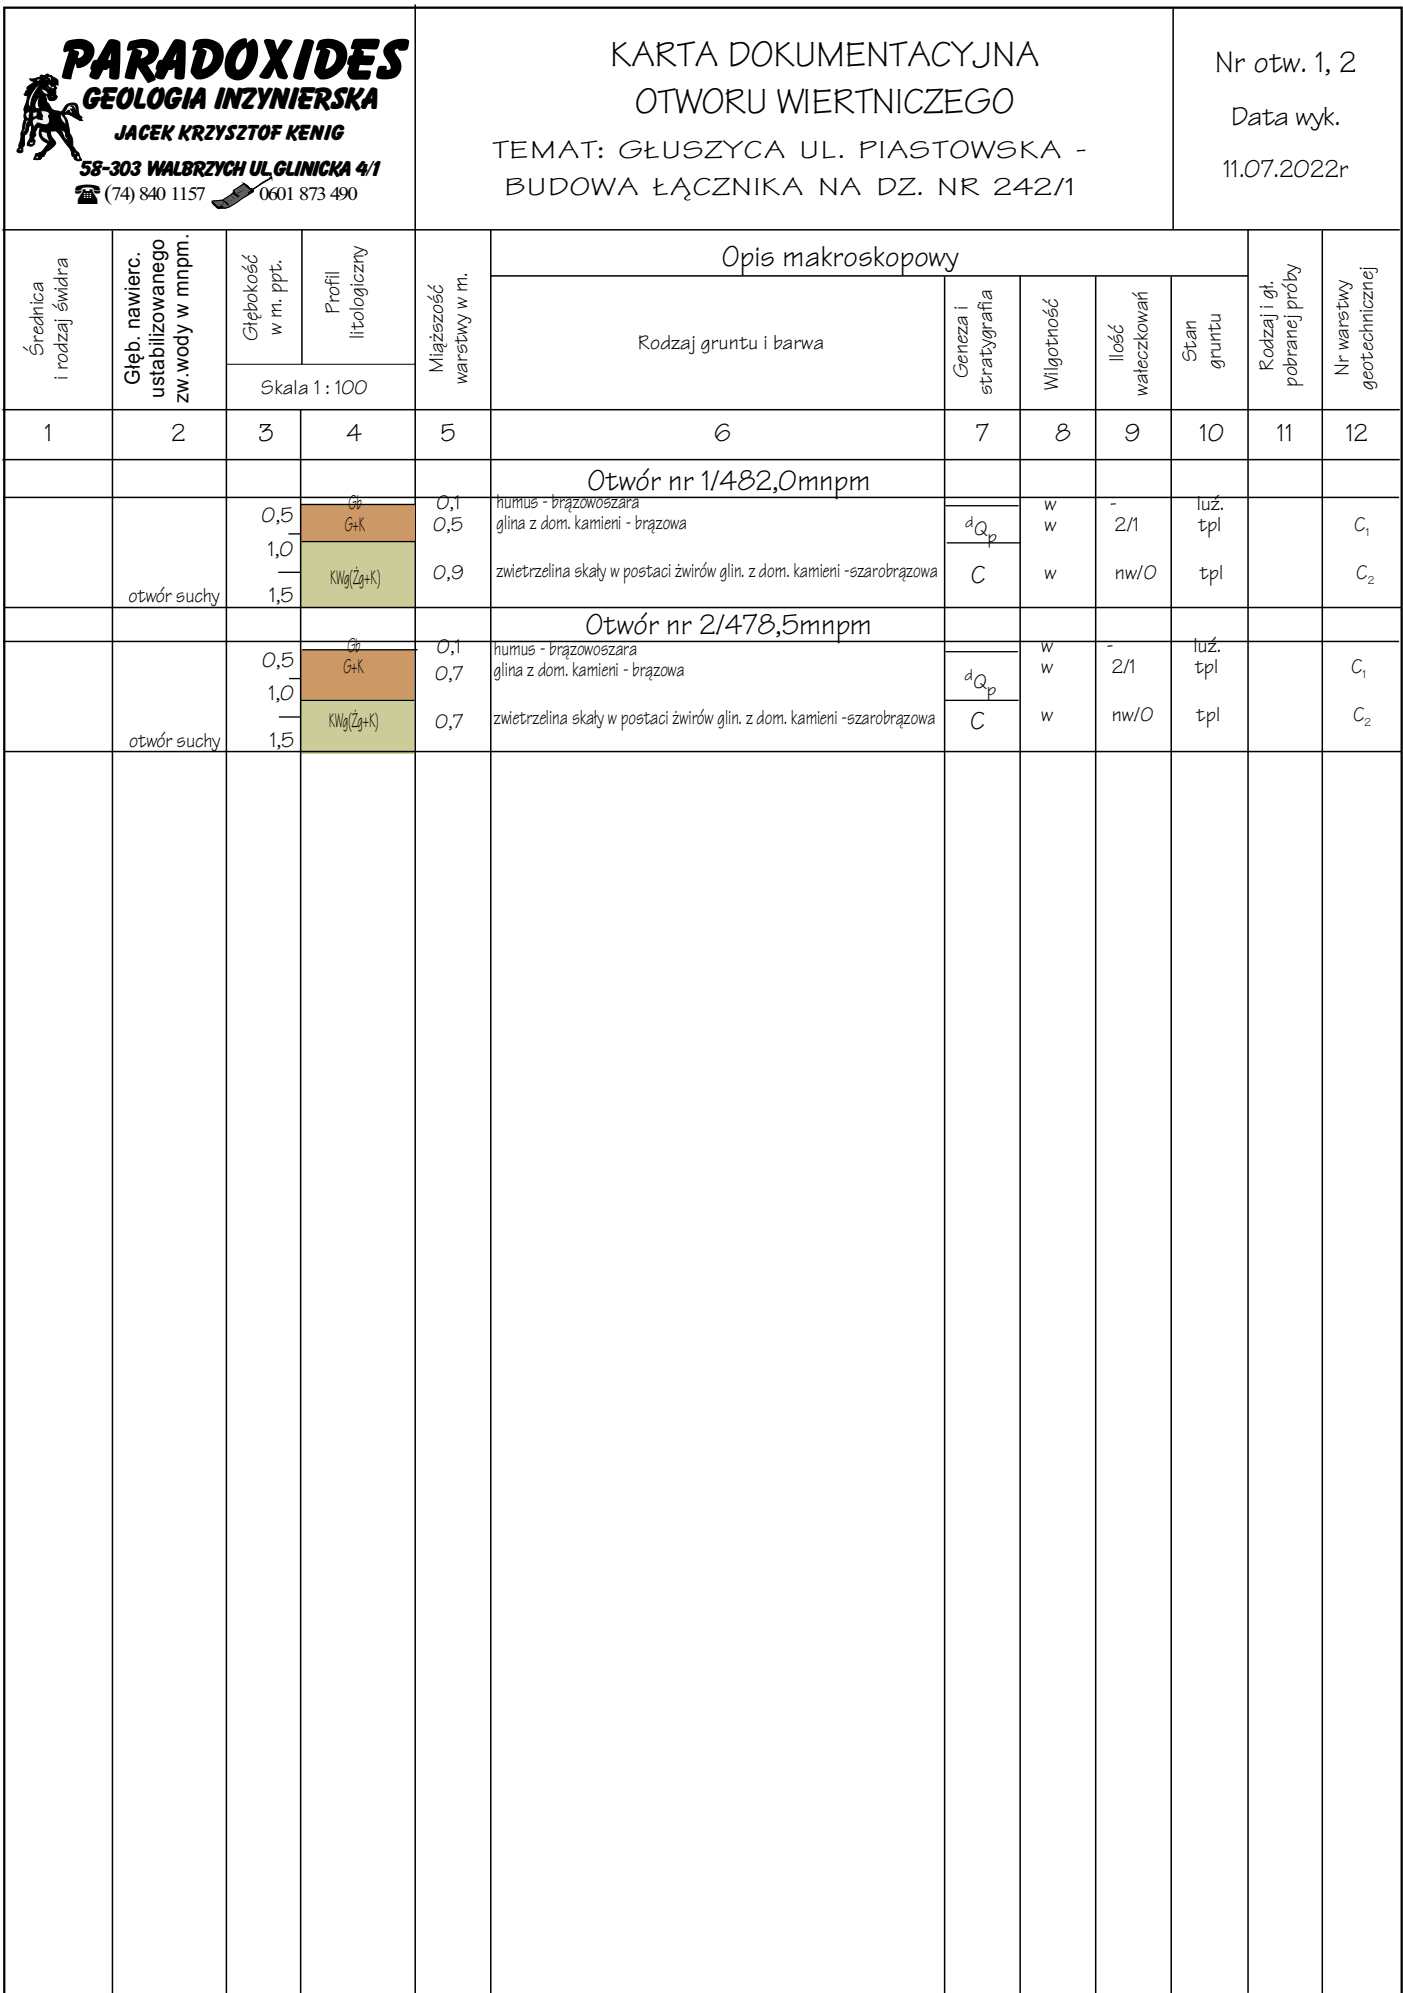 PARADOXIDES
GEOLOGIA INZYNIERSKA
JACEK KRZYSZTOF KENIG
58-303 WALBRZYCH UL GLINICKA 4/1
(74) 840 1157 0601 873 490
KARTA DOKUMENTACYJNA
OTWORU WIERTNICZEGO
TEMAT: GŁUSZYCA UL. PIASTOWSKA -
BUDOWA ŁĄCZNIKA NA DZ. NR 242/1
Nr otw. 1, 2
Data wyk.
11.07.2022r
Średnica
i rodzaj świdra
Głęb. nawierc.
ustabilizowanego
zw.wody w mnpm.
Głębokość
w m. ppt.
Profil
litologiczny
Skala 1 : 100
Miąższość
warstwy w m.
Opis makroskopowy
Rodzaj gruntu i barwa
Geneza i
stratygrafia
Wilgotność
Ilość
wałeczkowań
Stan
gruntu
Rodzaj i gł.
pobranej próby
Nr warstwy
geotechnicznej
1 2 3 4 5 6 7 8 9 10 11 12
Otwór nr 1/482,0mnpm
Gb 0,1 humus - brązowoszara w - luź.
0,5 G+K 0,5 glina z dom. kamieni - brązowa dQp w 2/1 tpl C1
1,0
KWg(Żg+K) 0,9 zwietrzelina skały w postaci żwirów glin. z dom. kamieni -szarobrązowa C w nw/0 tpl C2
otwór suchy 1,5
Otwór nr 2/478,5mnpm
Gb 0,1 humus - brązowoszara w - luź.
0,5 G+K 0,7 glina z dom. kamieni - brązowa dQp w 2/1 tpl C1
1,0
KWg(Żg+K) 0,7 zwietrzelina skały w postaci żwirów glin. z dom. kamieni -szarobrązowa C w nw/0 tpl C2
otwór suchy 1,5